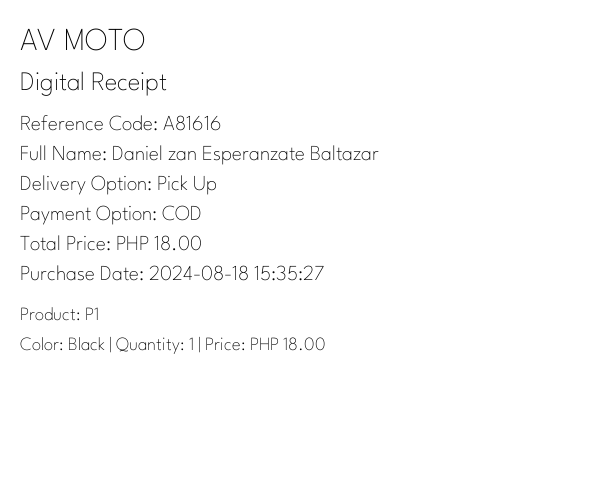 AV MOTO
Digital Receipt
Reference Code: A81616
Full Name: Daniel zan Esperanzate Baltazar
Delivery Option: Pick Up
Payment Option: COD
Total Price: PHP 18.00
Purchase Date: 2024-08-18 15:35:27
Product: P1
Color: Black | Quantity: 1 | Price: PHP 18.00